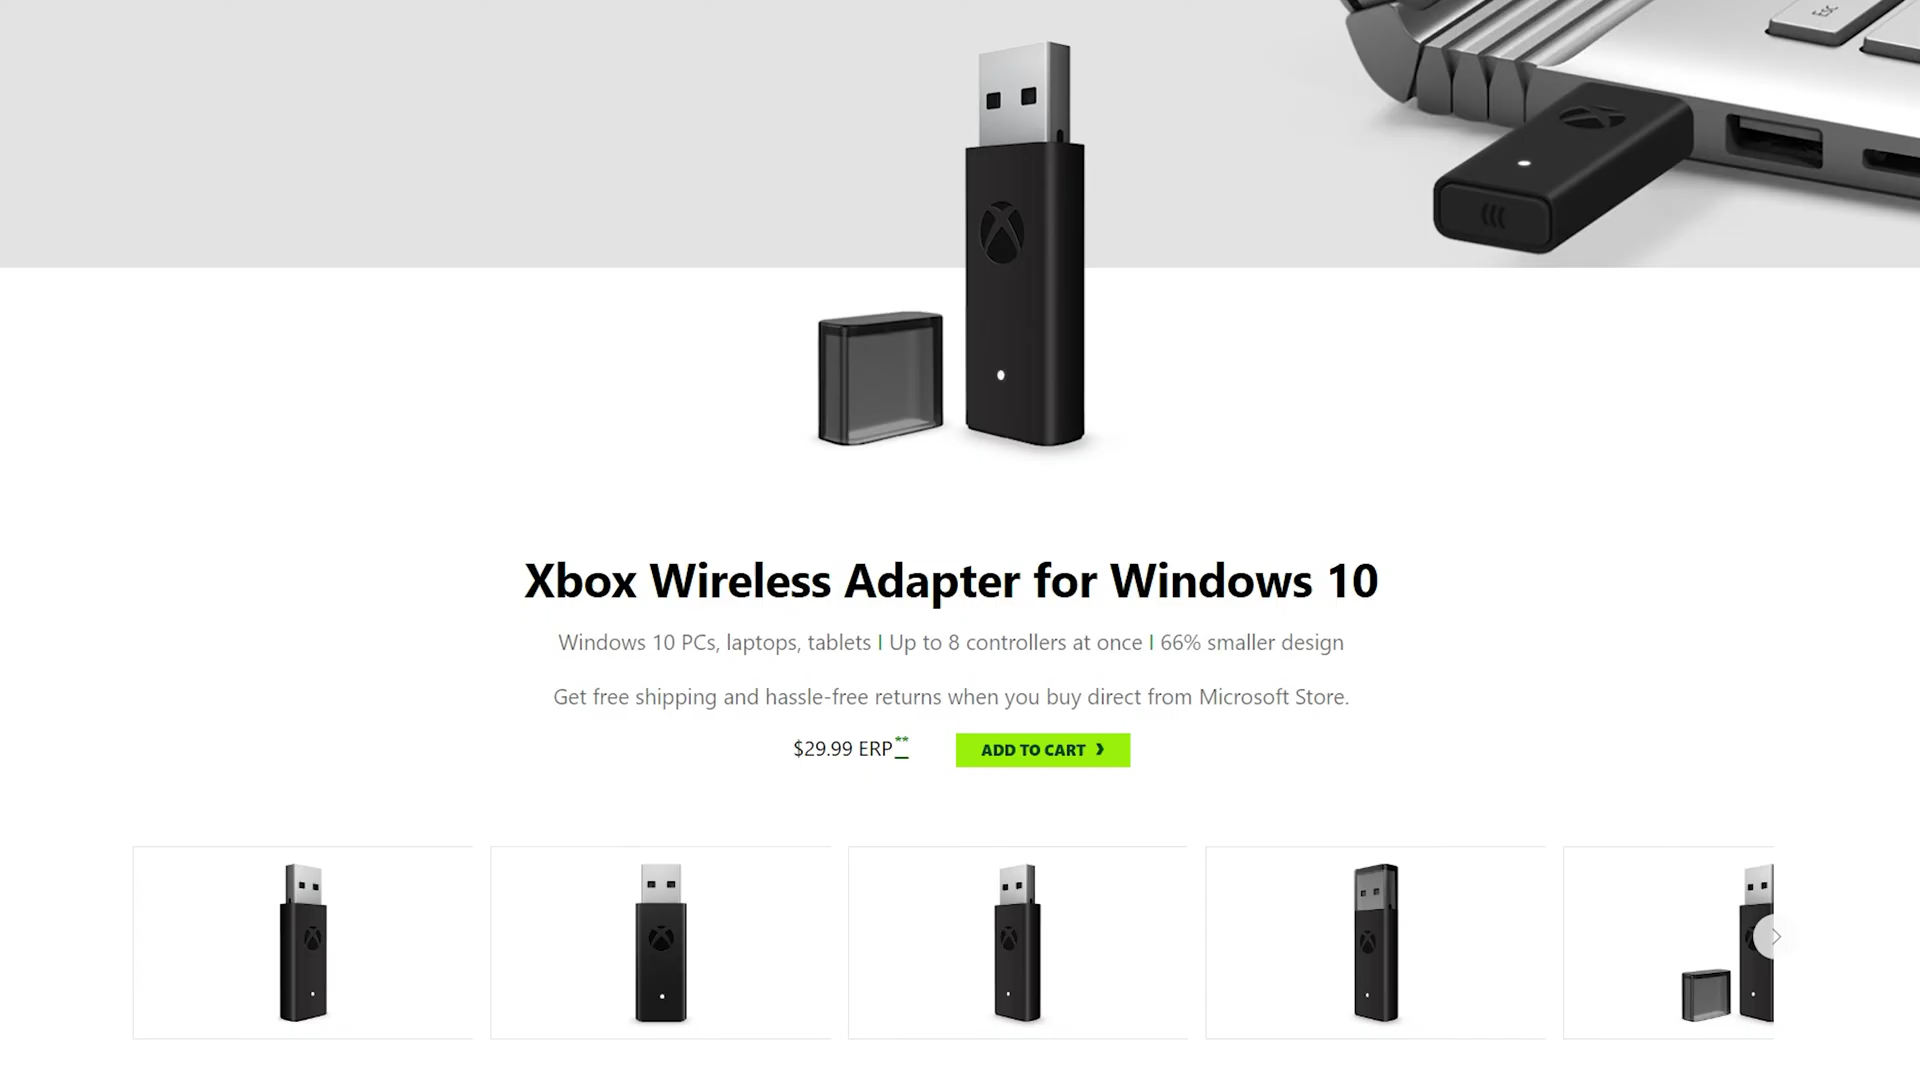 Esc
Xbox Wireless Adapter for Windows 10
Windows 10 PCs, laptops, tablets | Up to 8 controllers at once | 66% smaller design
Get free shipping and hassle-free returns when you buy direct from Microsoft Store.
$29.99 ERP**
ADD TO CART ❯